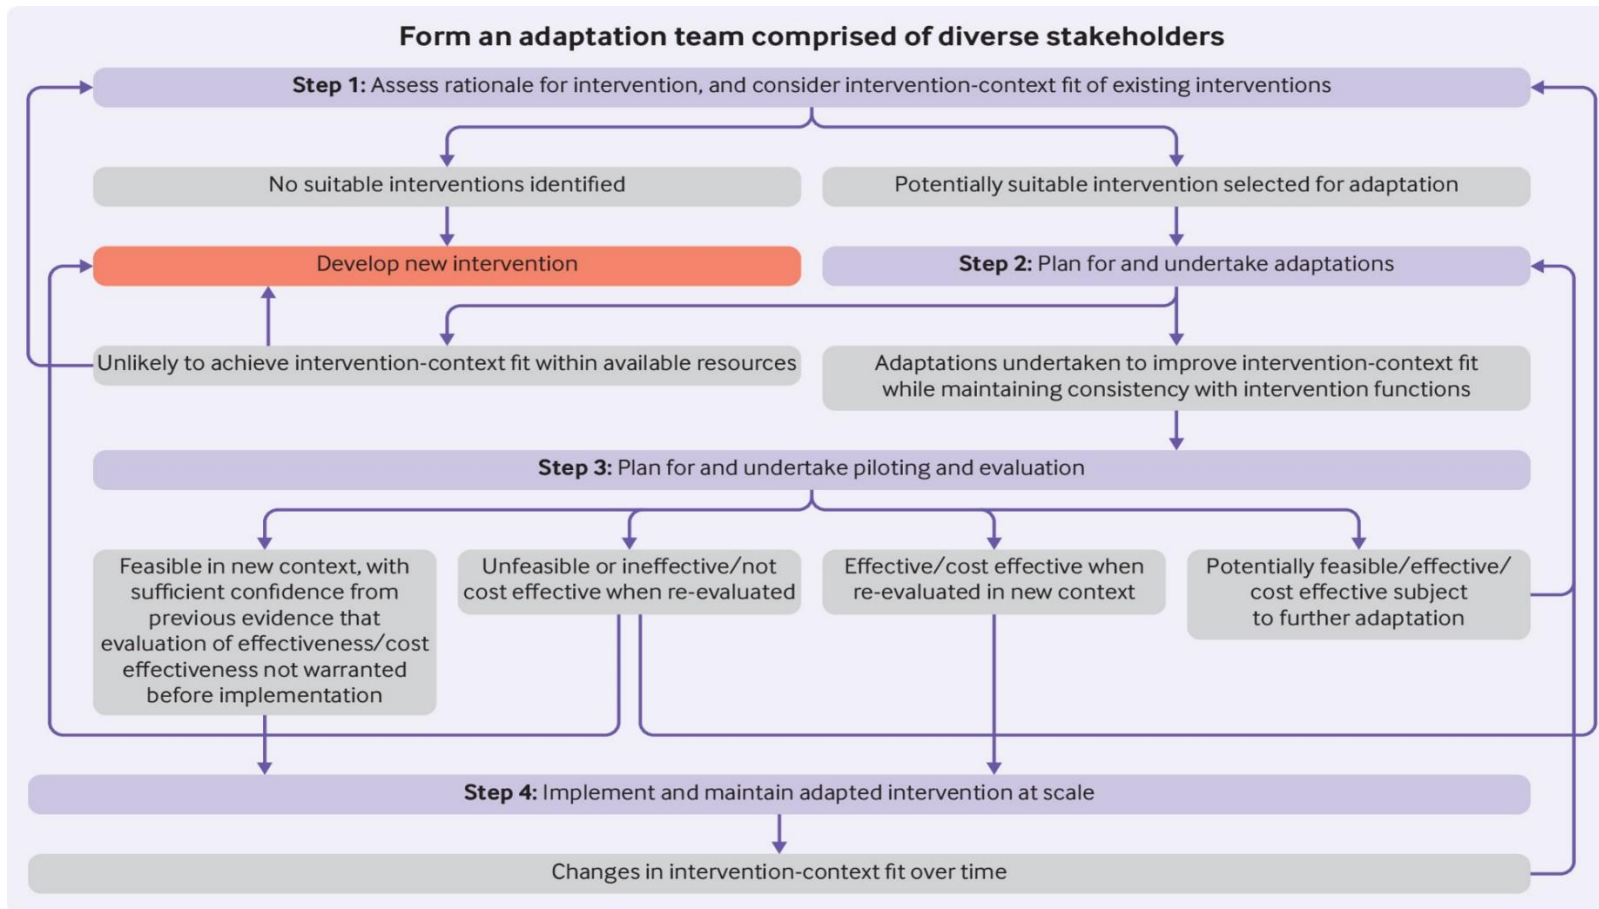 Form an adaptation team comprised of diverse stakeholders
Step 1: Assess rationale for intervention, and consider intervention-context fit of existing interventions
No suitable interventions identified
Potentially suitable intervention selected for adaptation
Develop new intervention
Step 2: Plan for and undertake adaptations
Unlikely to achieve intervention-context fit within available resources
Adaptations undertaken to improve intervention-context fit
while maintaining consistency with intervention functions
Step 3: Plan for and undertake piloting and evaluation
Feasible in new context, with
sufficient confidence from
previous evidence that
evaluation of effectiveness/cost
effectiveness not warranted
before implementation
Unfeasible or ineffective/not
cost effective when re-evaluated
Effective/cost effective when
re-evaluated in new context
Potentially feasible/effective/
cost effective subject
to further adaptation
Step 4: Implement and maintain adapted intervention at scale
Changes in intervention-context fit over time